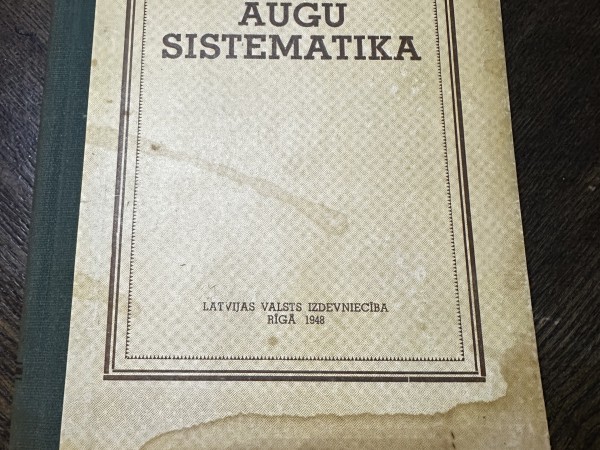 AUGU
SISTEMATIKA
LATVIJAS VALSTS IZDEVNIECĪBA
RĪGĀ 1948